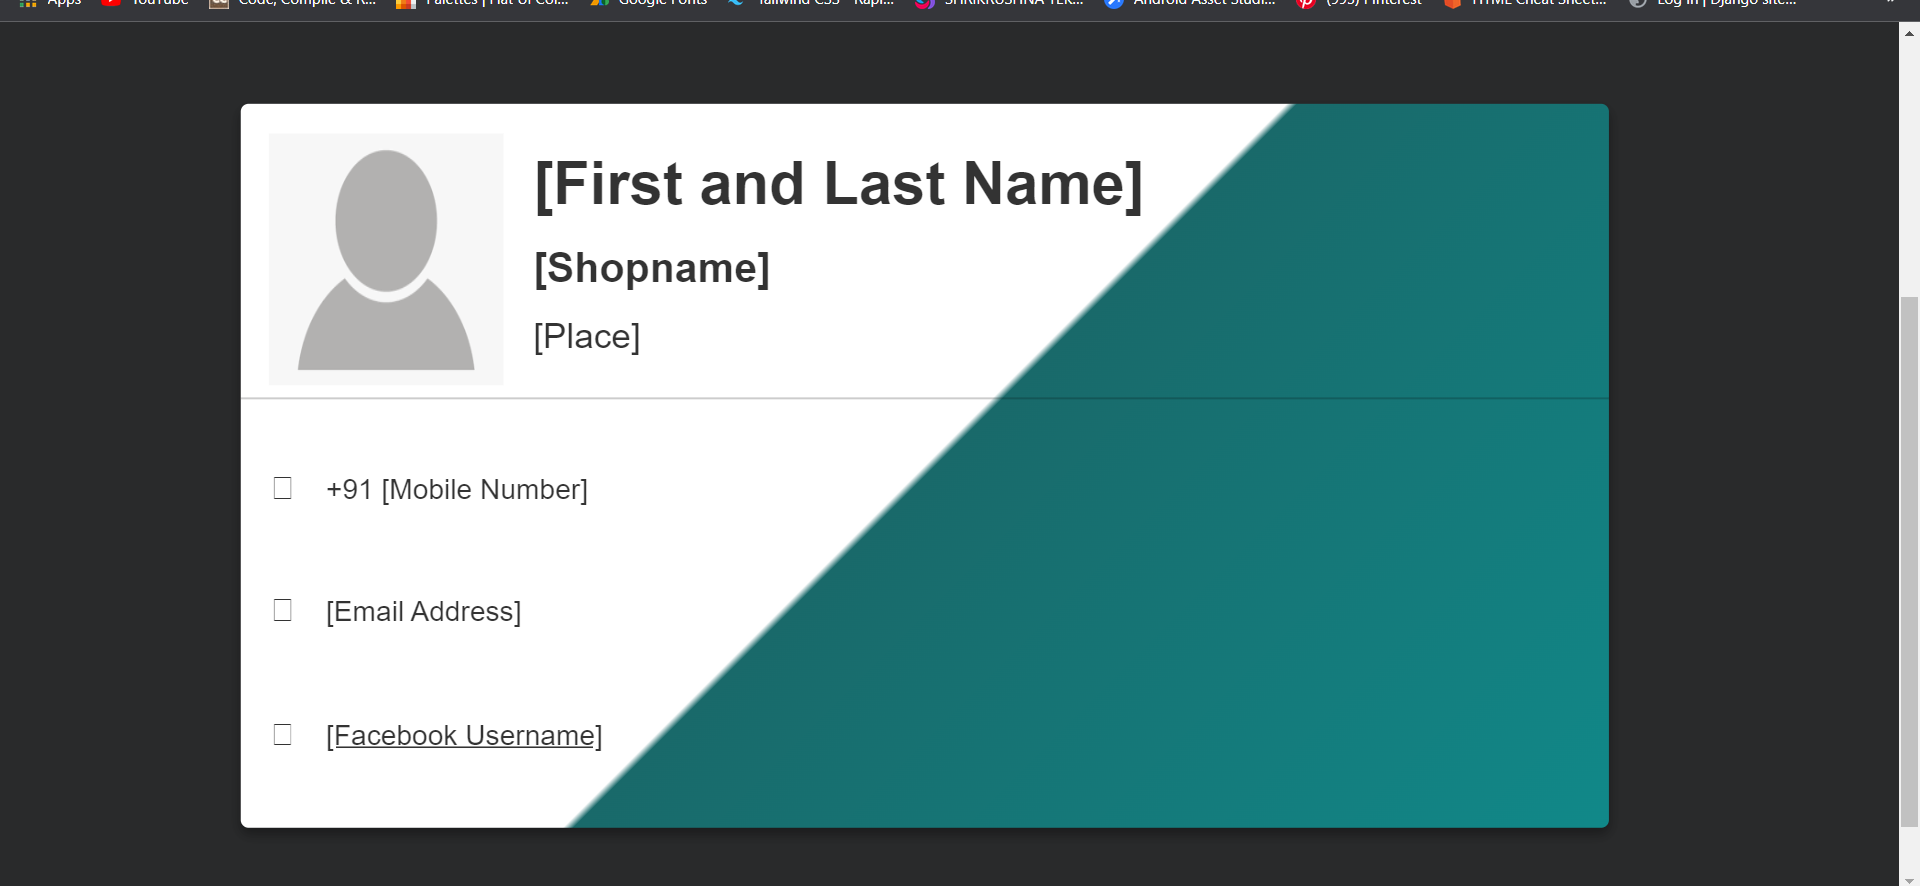 Apps YouTube Code, Compile & R... Palettes | Flat UI Col... Google Fonts Tailwind CSS - Rapi... SHRIKRUSHNA TEK... Android Asset Studi... (993) Pinterest HTML Cheat Sheet... Log in | Django site...
[First and Last Name]
[Shopname]
[Place]
+91 [Mobile Number]
[Email Address]
[Facebook Username]